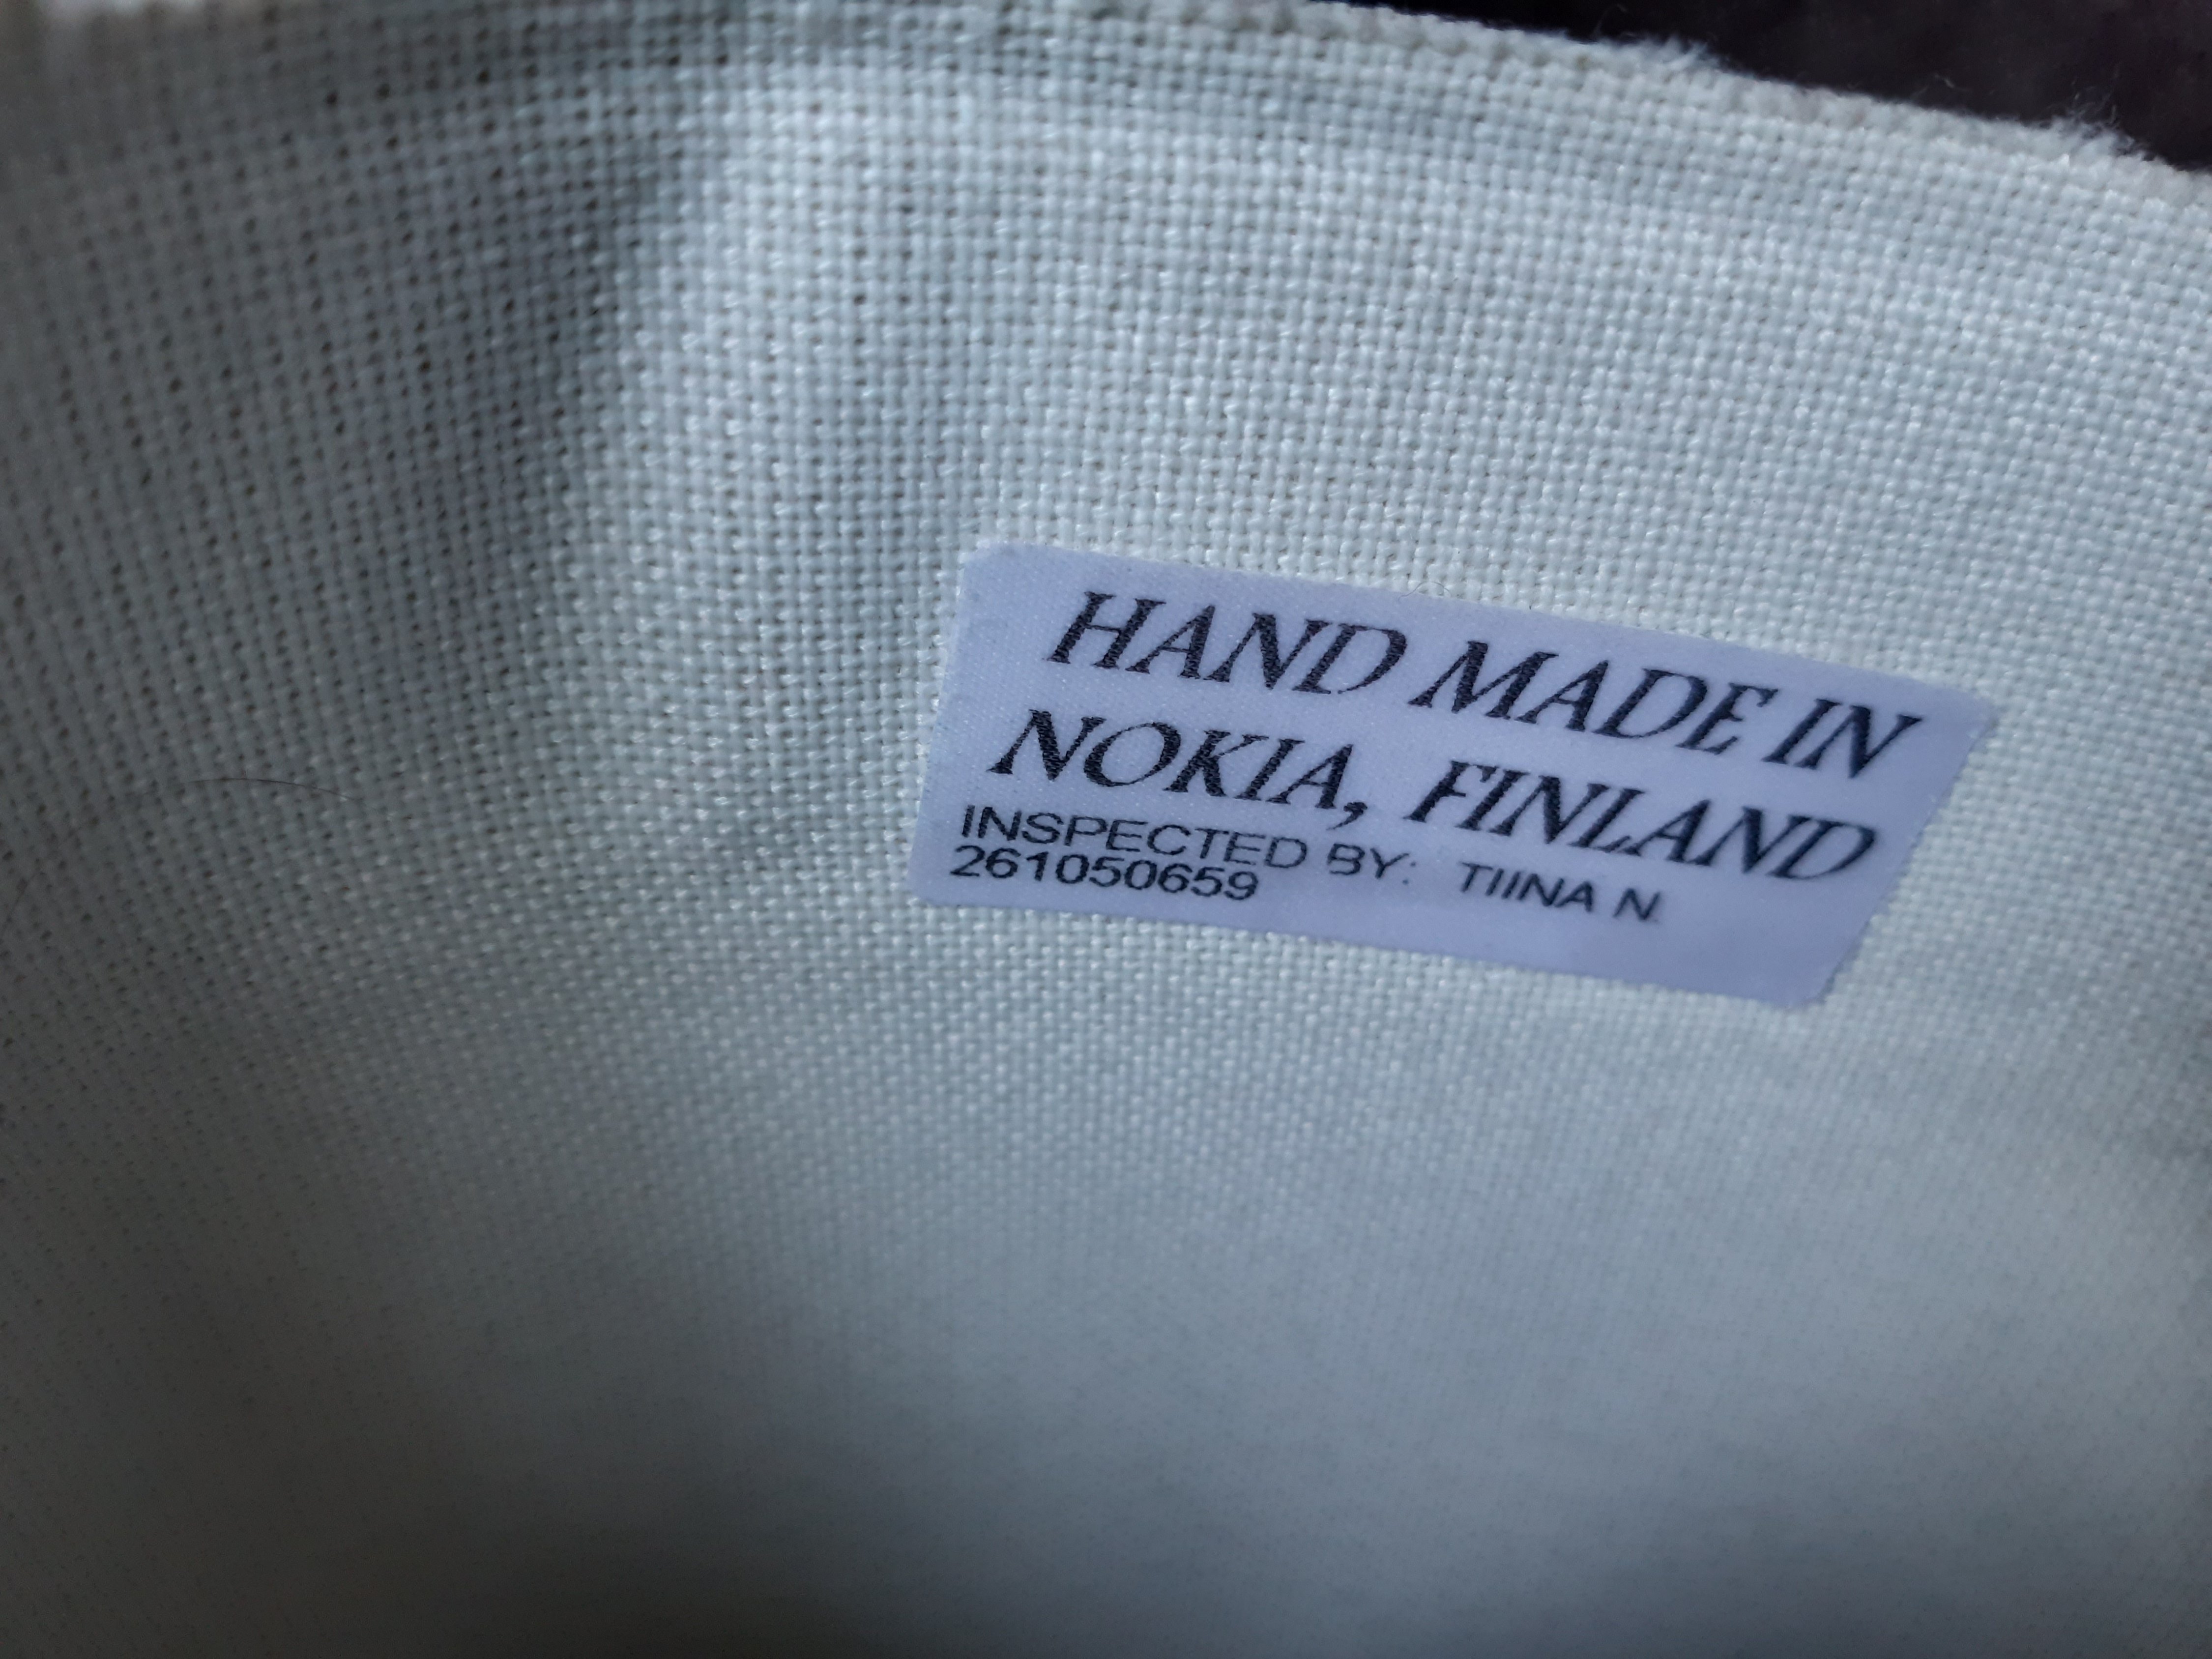 HAND MADE IN
NOKIA, FINLAND
INSPECTED BY: TIINA N.
261050659